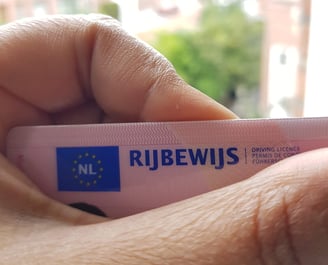 NL
RIJBEWIJS
DRIVING LICENCE
PERMIS DE